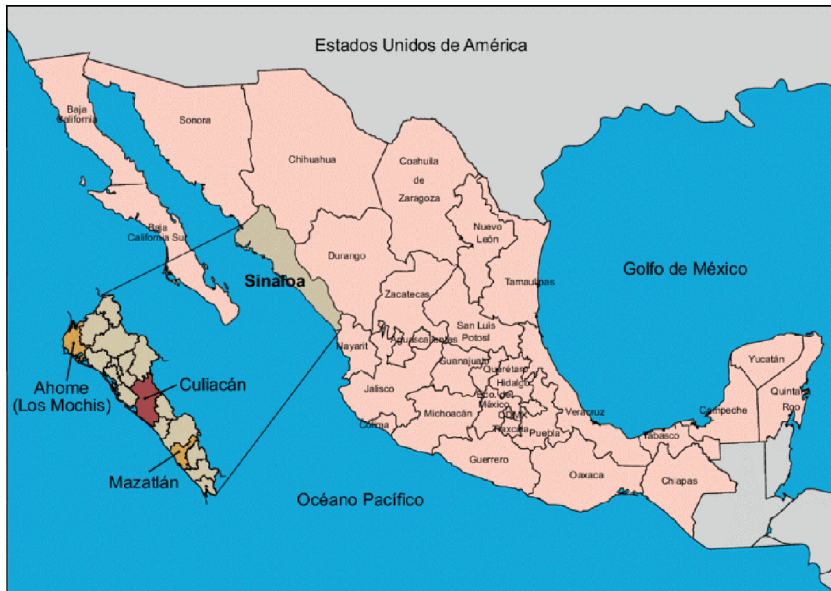 Estados Unidos de América
Baja
California
Sonora
Chihuahua
Coahuila
de
Zaragoza
Nuevo
León
Baja
California Sur
Durango
Tamaulipas
Golfo de México
Sinaloa
Zacatecas
San Luis
Potosí
Nayarit
Aguascalientes
Guanajuato
Querétaro
Hidalgo
Yucatán
Ahome
(Los Mochis)
Culiacán
Jalisco
Edo. de
México
Quintana
Roo
Colima
Michoacán
CDMX
Tlaxcala
Puebla
Veracruz
Campeche
Tabasco
Mazatlán
Guerrero
Oaxaca
Chiapas
Océano Pacífico